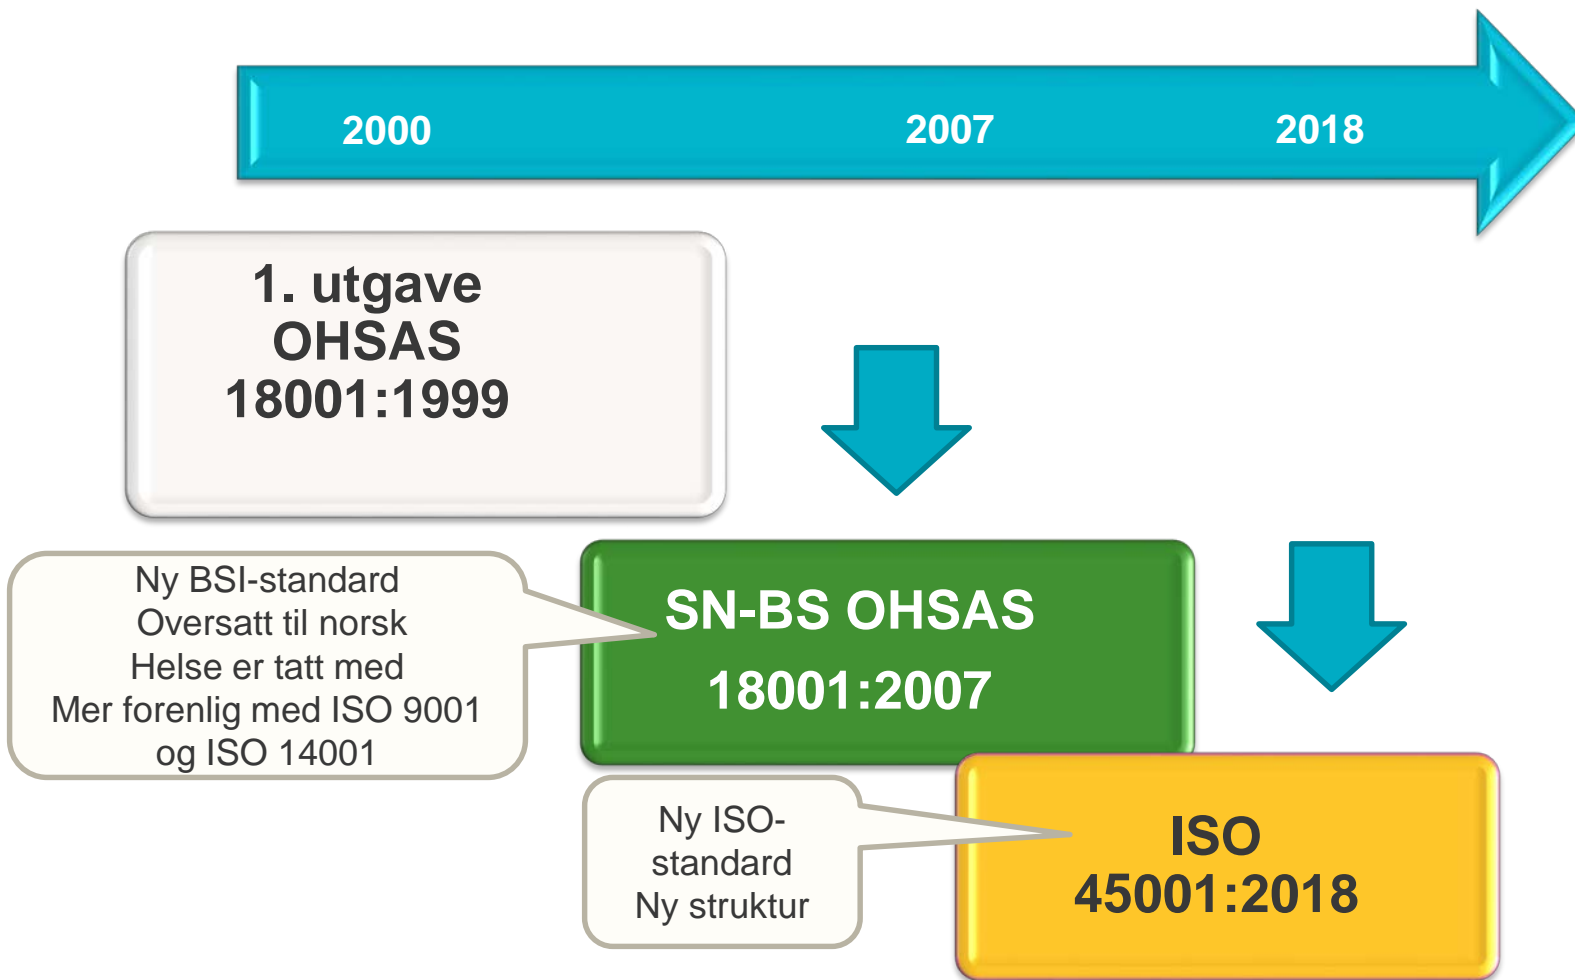 2000
2007
2018
1. utgave
OHSAS
18001:1999
Ny BSI-standard
Oversatt til norsk
Helse er tatt med
Mer forenlig med ISO 9001
og ISO 14001
SN-BS OHSAS
18001:2007
Ny ISO-
standard
Ny struktur
ISO
45001:2018